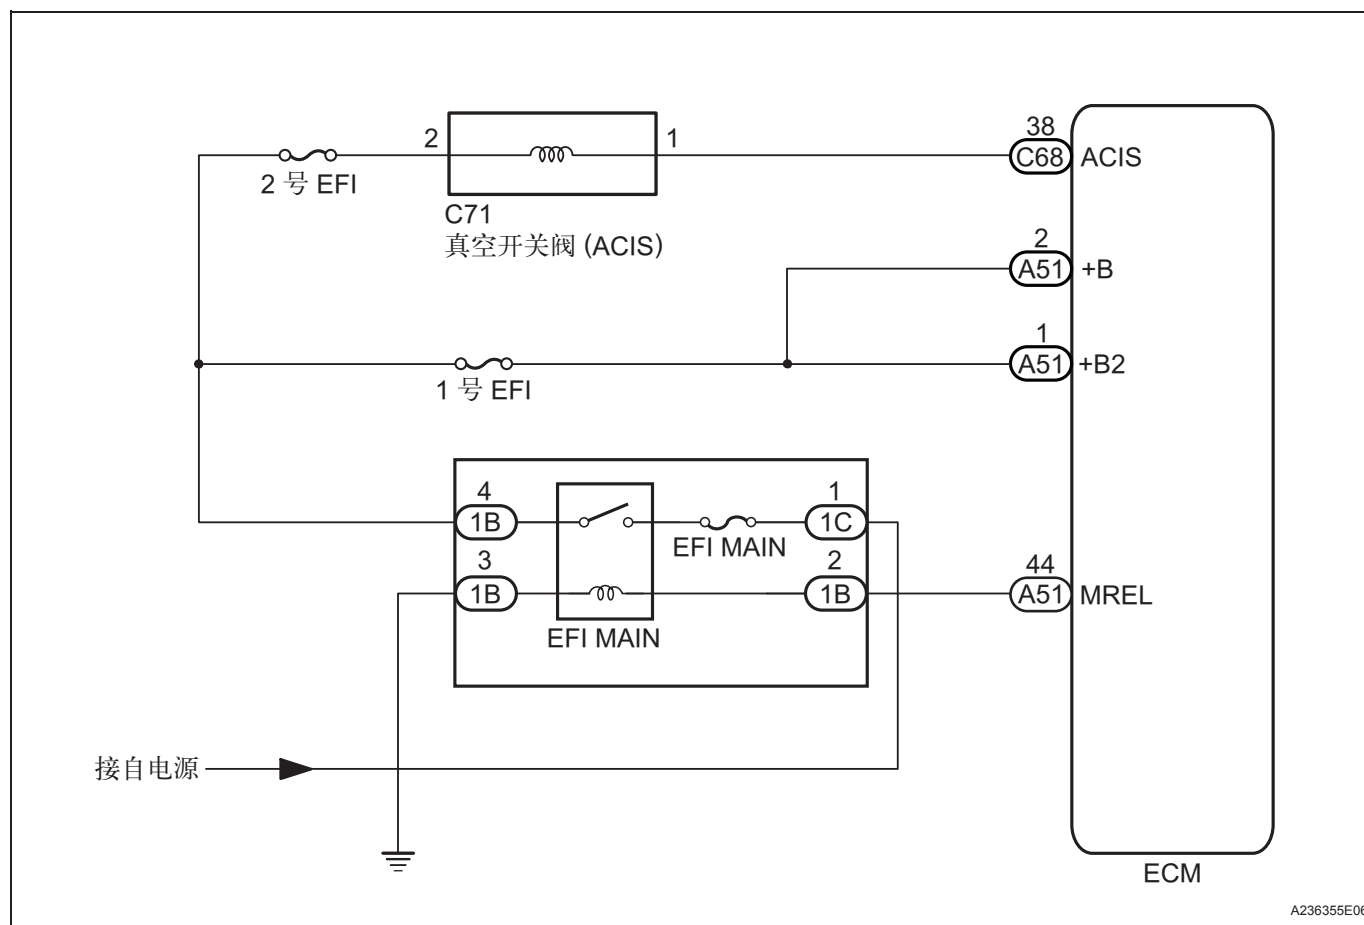 38
2
1
C68
ACIS
2 号 EFI
C71
真空开关阀 (ACIS)
2
A51
+B
1
A51
+B2
1 号 EFI
4
1
1B
1C
EFI MAIN
3
2
44
1B
1B
A51
MREL
EFI MAIN
接自电源
ECM
A236355E06